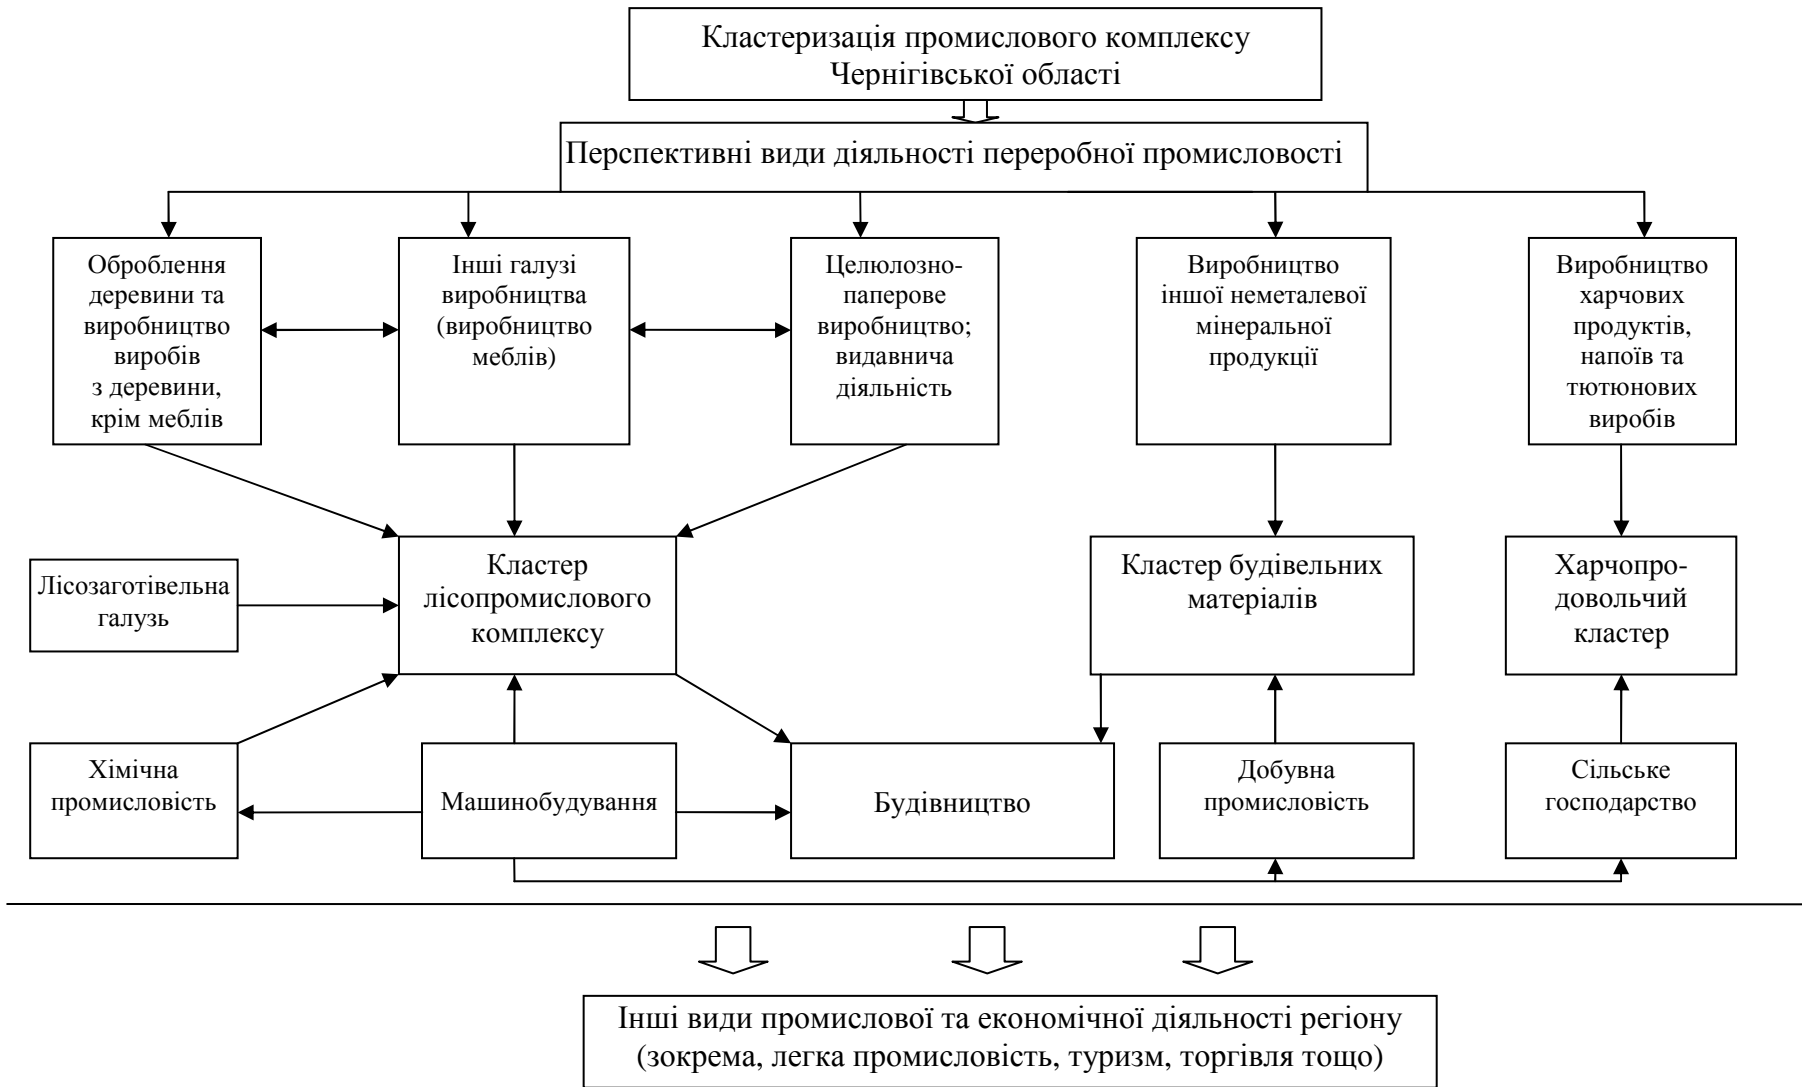 Кластеризація промислового комплексу
Чернігівської області
Перспективні види діяльності переробної промисловості
Оброблення
деревини та
виробництво
виробів
з деревини,
крім меблів
Інші галузі
виробництва
(виробництво
меблів)
Целюлозно-
паперове
виробництво;
видавнича
діяльність
Виробництво
іншої неметалевої
мінеральної
продукції
Виробництво
харчових
продуктів,
напоїв та
тютюнових
виробів
Лісозаготівельна
галузь
Кластер
лісопромислового
комплексу
Кластер будівельних
матеріалів
Харчопро-
довольчий
кластер
Хімічна
промисловість
Машинобудування
Будівництво
Добувна
промисловість
Сільське
господарство
Інші види промислової та економічної діяльності регіону
(зокрема, легка промисловість, туризм, торгівля тощо)